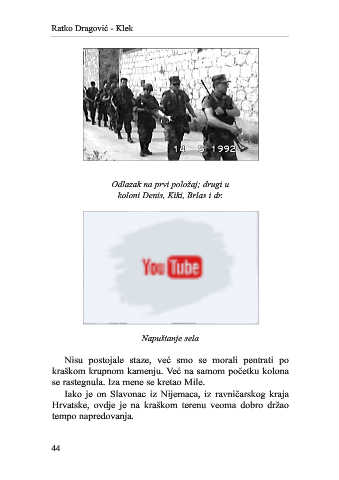 Ratko Dragović - Klek
14 5 1992
Odlazak na prvi položaj; drugi u
koloni Denis, Kiki, Brlas i dr.
You Tube
Napuštanje sela
Nisu postojale staze, već smo se morali pentrati po
kraškom krupnom kamenju. Već na samom početku kolona
se rastegnula. Iza mene se kretao Mile.
Iako je on Slavonac iz Nijemaca, iz ravničarskog kraja
Hrvatske, ovdje je na kraškom terenu veoma dobro držao
tempo napredovanja.
44